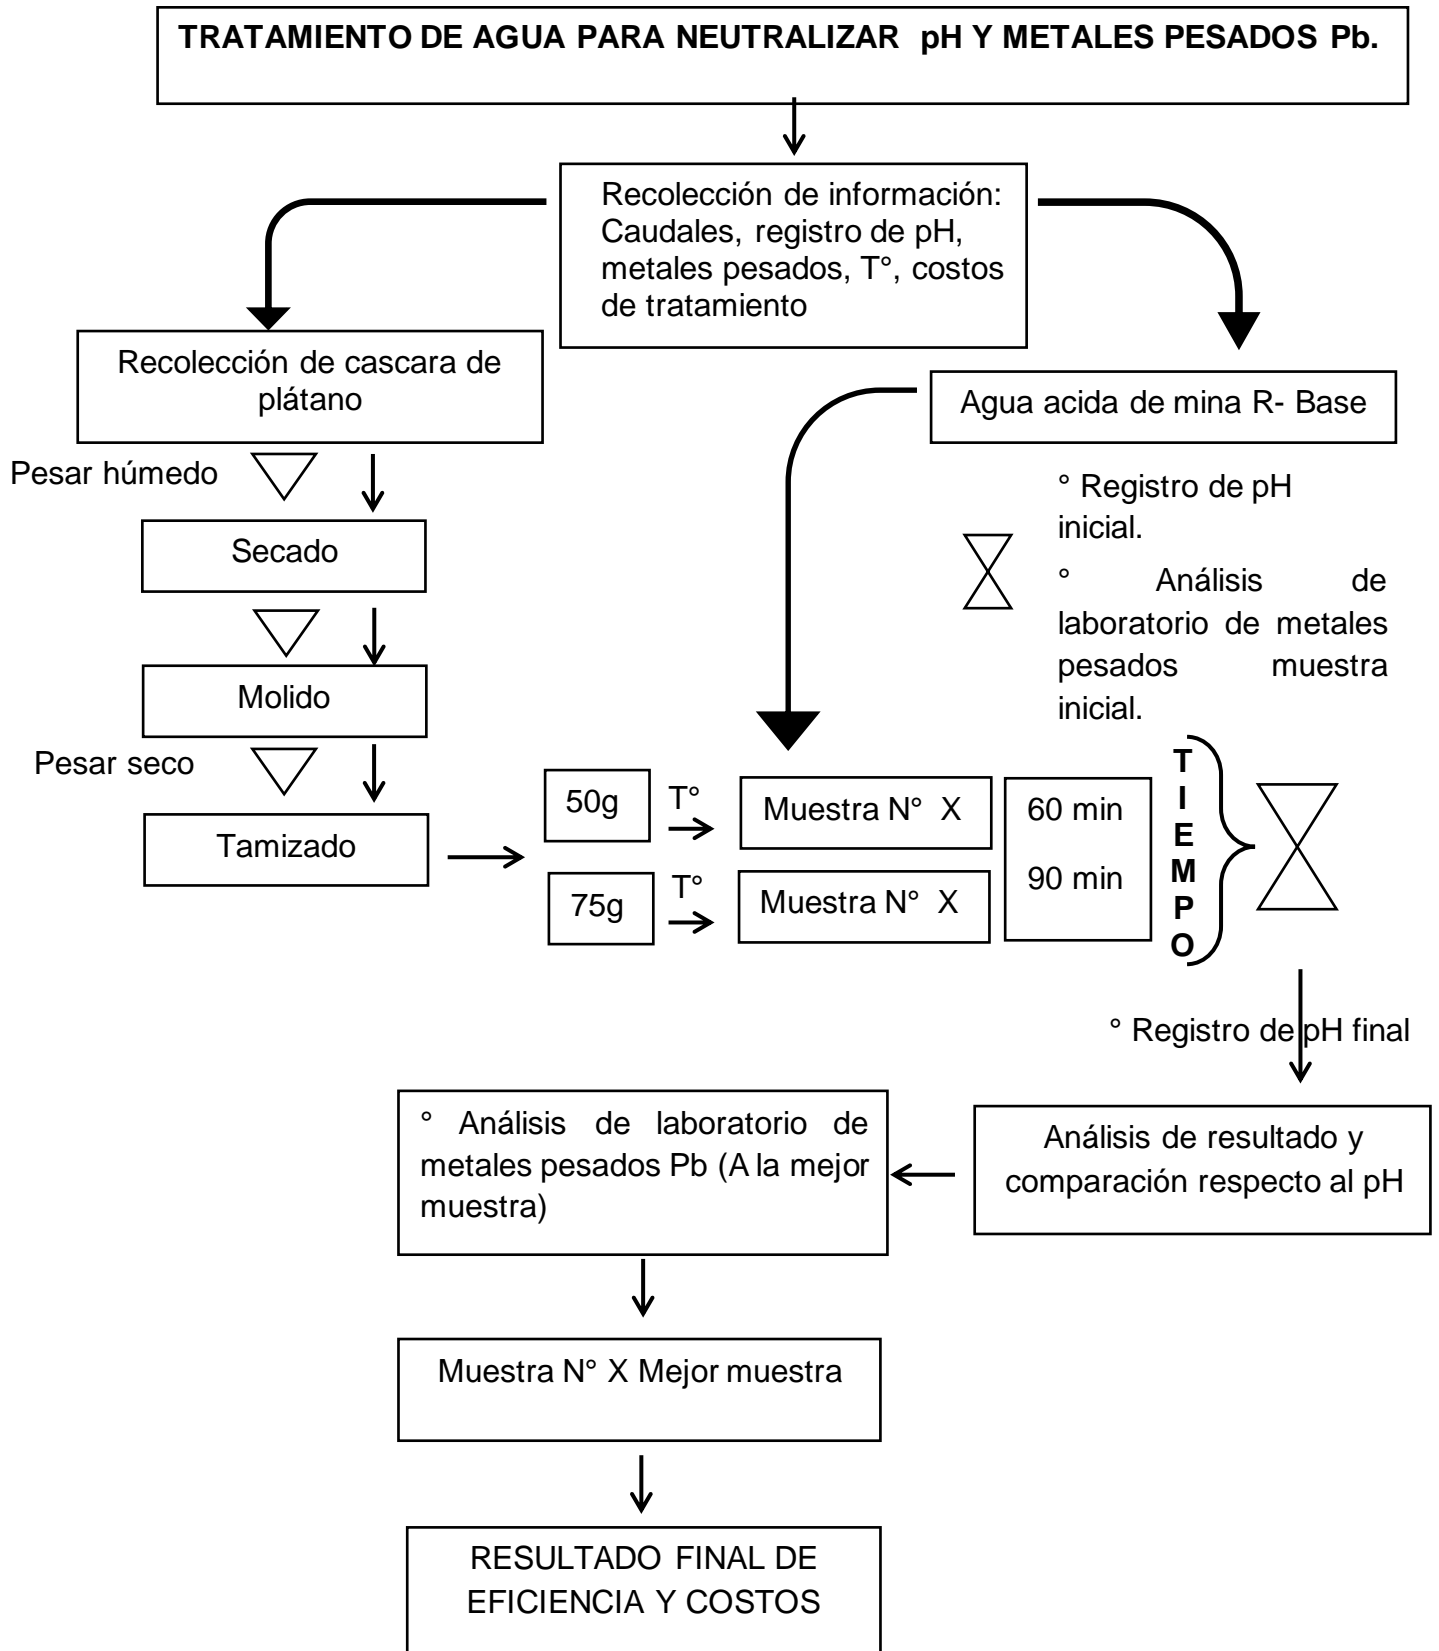 TRATAMIENTO DE AGUA PARA NEUTRALIZAR pH Y METALES PESADOS Pb.
Recolección de información:
Caudales, registro de pH,
metales pesados, T°, costos
de tratamiento
Recolección de cascara de
plátano
Agua acida de mina R- Base
Pesar húmedo
° Registro de pH
inicial.
° Análisis de
laboratorio de metales
pesados muestra
inicial.
Secado
Molido
Pesar seco
Tamizado
50g
T°
Muestra N° X
60 min
75g
T°
Muestra N° X
90 min
T
I
E
M
P
O
° Registro de pH final
Análisis de resultado y
comparación respecto al pH
° Análisis de laboratorio de
metales pesados Pb (A la mejor
muestra)
Muestra N° X Mejor muestra
RESULTADO FINAL DE
EFICIENCIA Y COSTOS